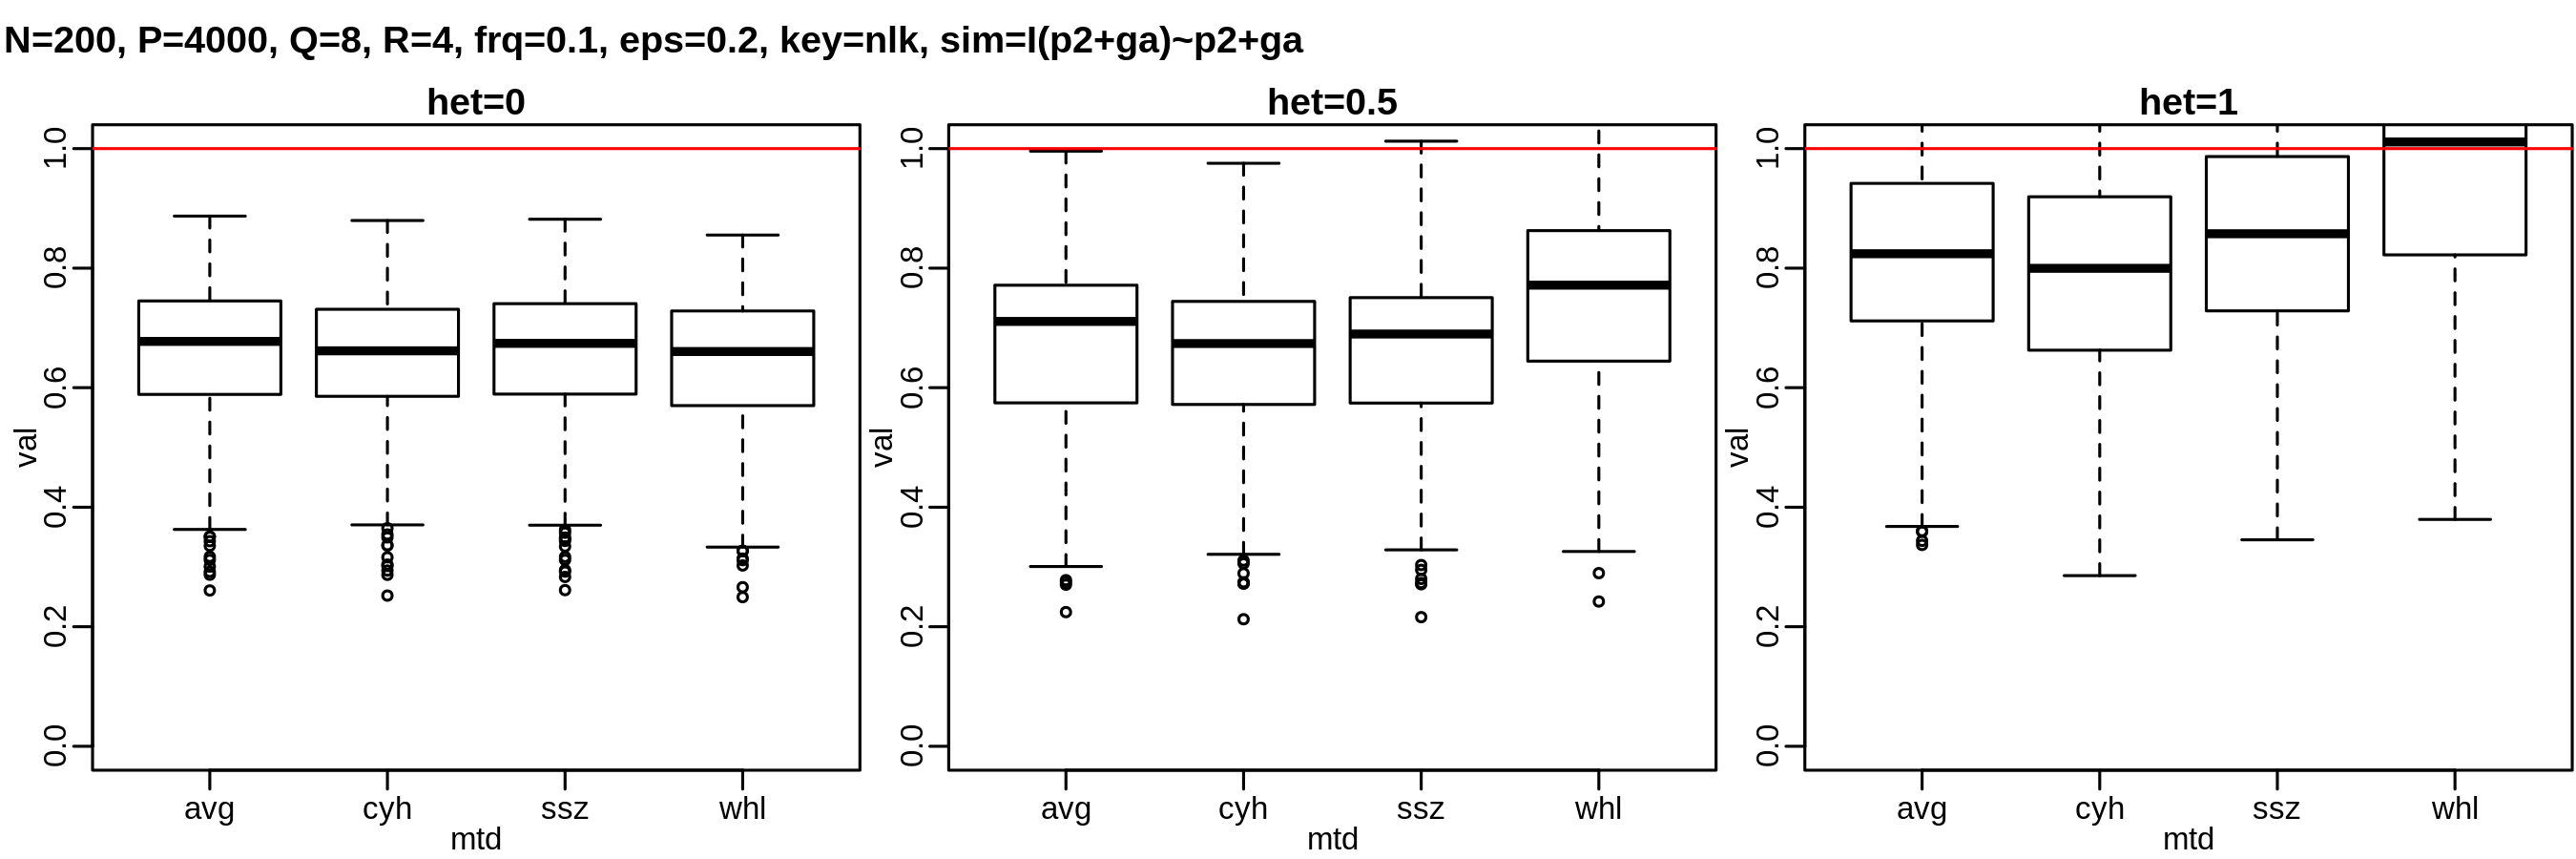 N=200, P=4000, Q=8, R=4, frq=0.1, eps=0.2, key=nlk, sim=I(p2+ga)~p2+ga
het=0
1.0
0.8
0.6
0.4
0.2
0.0
val
avg cyh ssz whl
mtd
het=0.5
1.0
0.8
0.6
0.4
0.2
0.0
val
avg cyh ssz whl
mtd
het=1
1.0
0.8
0.6
0.4
0.2
0.0
val
avg cyh ssz whl
mtd